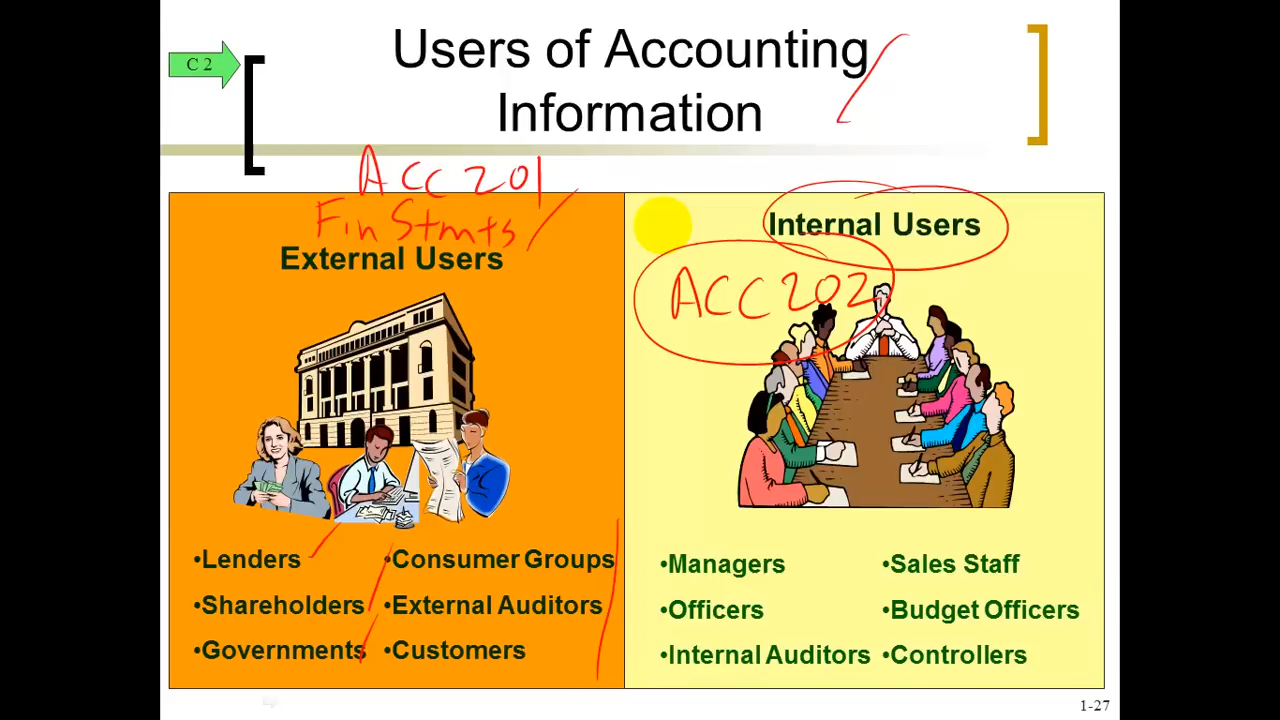 C 2
Users of Accounting
Information
ACC 201
Fin Stmts
External Users
Internal Users
ACC 202
•Lenders
•Shareholders
•Governments
•Consumer Groups
•External Auditors
•Customers
•Managers
•Officers
•Internal Auditors
•Sales Staff
•Budget Officers
•Controllers
1-27